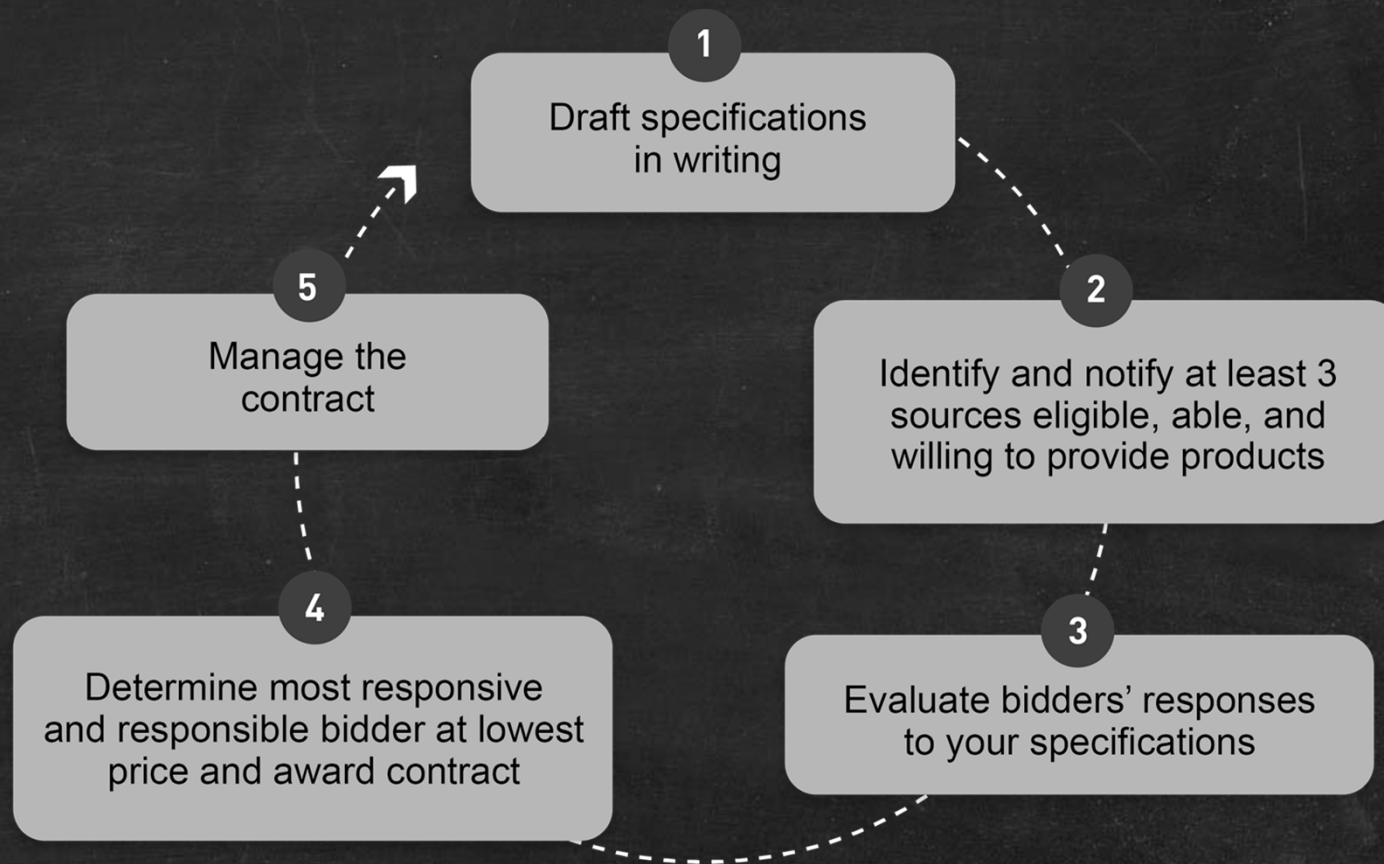 1
Draft specifications
in writing
2
Identify and notify at least 3
sources eligible, able, and
willing to provide products
3
Evaluate bidders’ responses
to your specifications
4
Determine most responsive
and responsible bidder at lowest
price and award contract
5
Manage the
contract